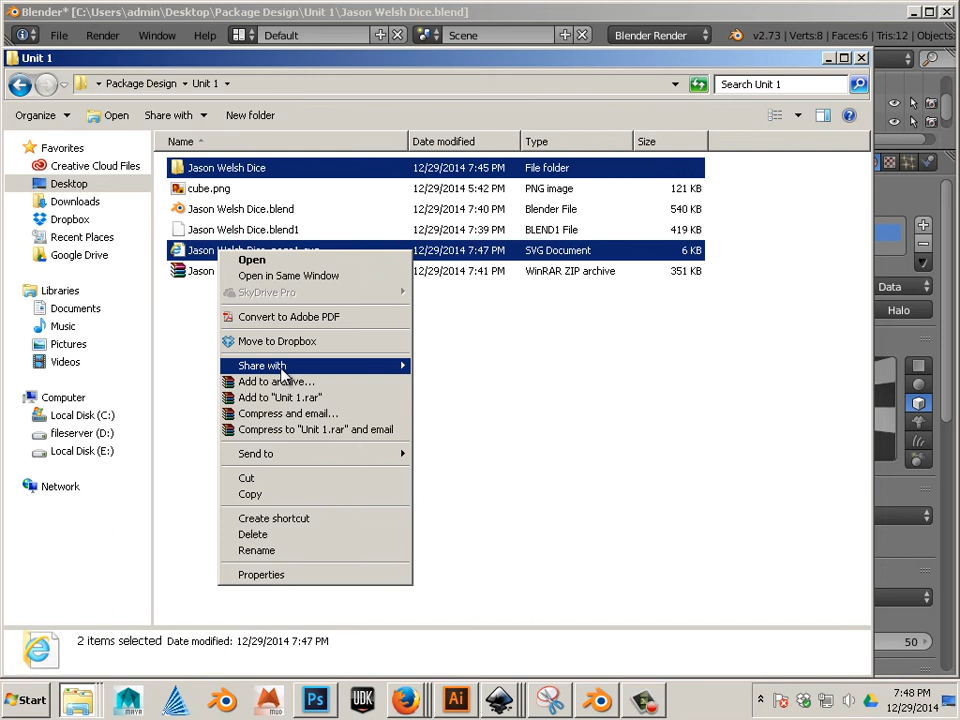 Blender* [C:\Users\admin\Desktop\Package Design\Unit 1\Jason Welsh Dice.blend]
File Render Window Help Default Scene Blender Render v2.73 | Verts:8 | Faces:6 | Tris:12 | Objects:
Unit 1
Package Design Unit 1 Search Unit 1
Organize Open Share with New folder
Name Date modified Type Size
Favorites
Creative Cloud Files
Desktop
Downloads
Dropbox
Recent Places
Google Drive
Libraries
Documents
Music
Pictures
Videos
Computer
Local Disk (C:)
fileserver (D:)
Local Disk (E:)
Network
Jason Welsh Dice 12/29/2014 7:45 PM File folder
cube.png 12/29/2014 5:42 PM PNG image 121 KB
Jason Welsh Dice.blend 12/29/2014 7:40 PM Blender File 540 KB
Jason Welsh Dice.blend1 12/29/2014 7:39 PM BLEND1 File 419 KB
Jason 12/29/2014 7:47 PM SVG Document 6 KB
Jason 12/29/2014 7:41 PM WinRAR ZIP archive 351 KB
Open
Open in Same Window
SkyDrive Pro
Convert to Adobe PDF
Move to Dropbox
Share with
Add to archive...
Add to "Unit 1.rar"
Compress and email...
Compress to "Unit 1.rar" and email
Send to
Cut
Copy
Create shortcut
Delete
Rename
Properties
Data
Halo
50
2 items selected Date modified: 12/29/2014 7:47 PM
Start MAYA MUD Ps UDK Ai 7:48 PM
12/29/2014